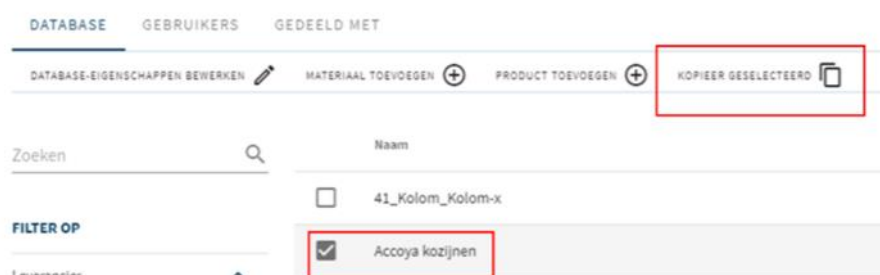 DATABASE GEBRUIKERS GEDEELD MET
DATABASE-EIGENSCHAPPEN BEWERKEN MATERIAAL TOEVOEGEN PRODUCT TOEVOEGEN KOPIEER GESELECTEERD
Zoeken
Naam
41_Kolom_Kolom-x
FILTER OP
Accoya kozijnen
Leverancier